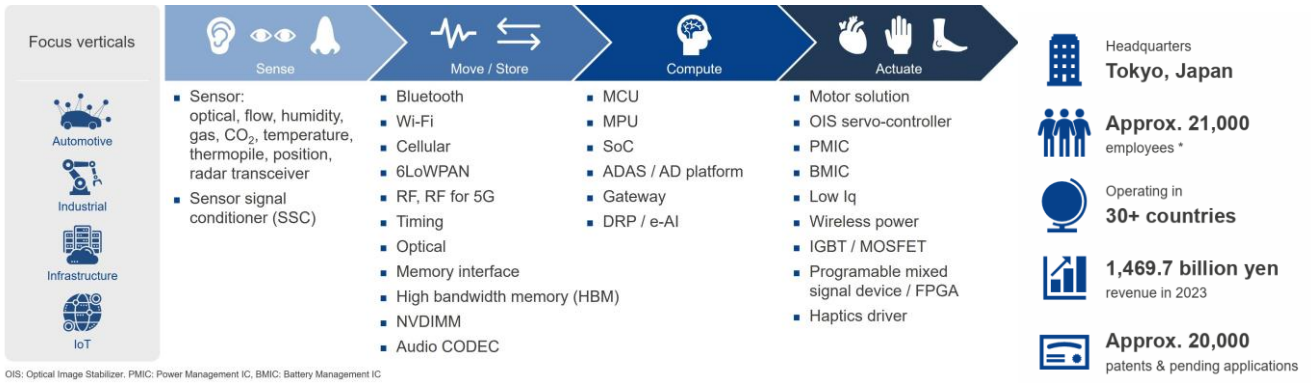 Focus verticals
Automotive
Industrial
Infrastructure
IoT
Sense
Sensor:
optical, flow, humidity,
gas, CO₂, temperature,
thermopile, position,
radar transceiver
Sensor signal
conditioner (SSC)
Move / Store
Bluetooth
Wi-Fi
Cellular
6LoWPAN
RF, RF for 5G
Timing
Optical
Memory interface
High bandwidth memory (HBM)
NVDIMM
Audio CODEC
Compute
MCU
MPU
SoC
ADAS / AD platform
Gateway
DRP / e-AI
Actuate
Motor solution
OIS servo-controller
PMIC
BMIC
Low Iq
Wireless power
IGBT / MOSFET
Programable mixed
signal device / FPGA
Haptics driver
Headquarters
Tokyo, Japan
Approx. 21,000
employees *
Operating in
30+ countries
1,469.7 billion yen
revenue in 2023
Approx. 20,000
patents & pending applications
OIS: Optical Image Stabilizer. PMIC: Power Management IC, BMIC: Battery Management IC